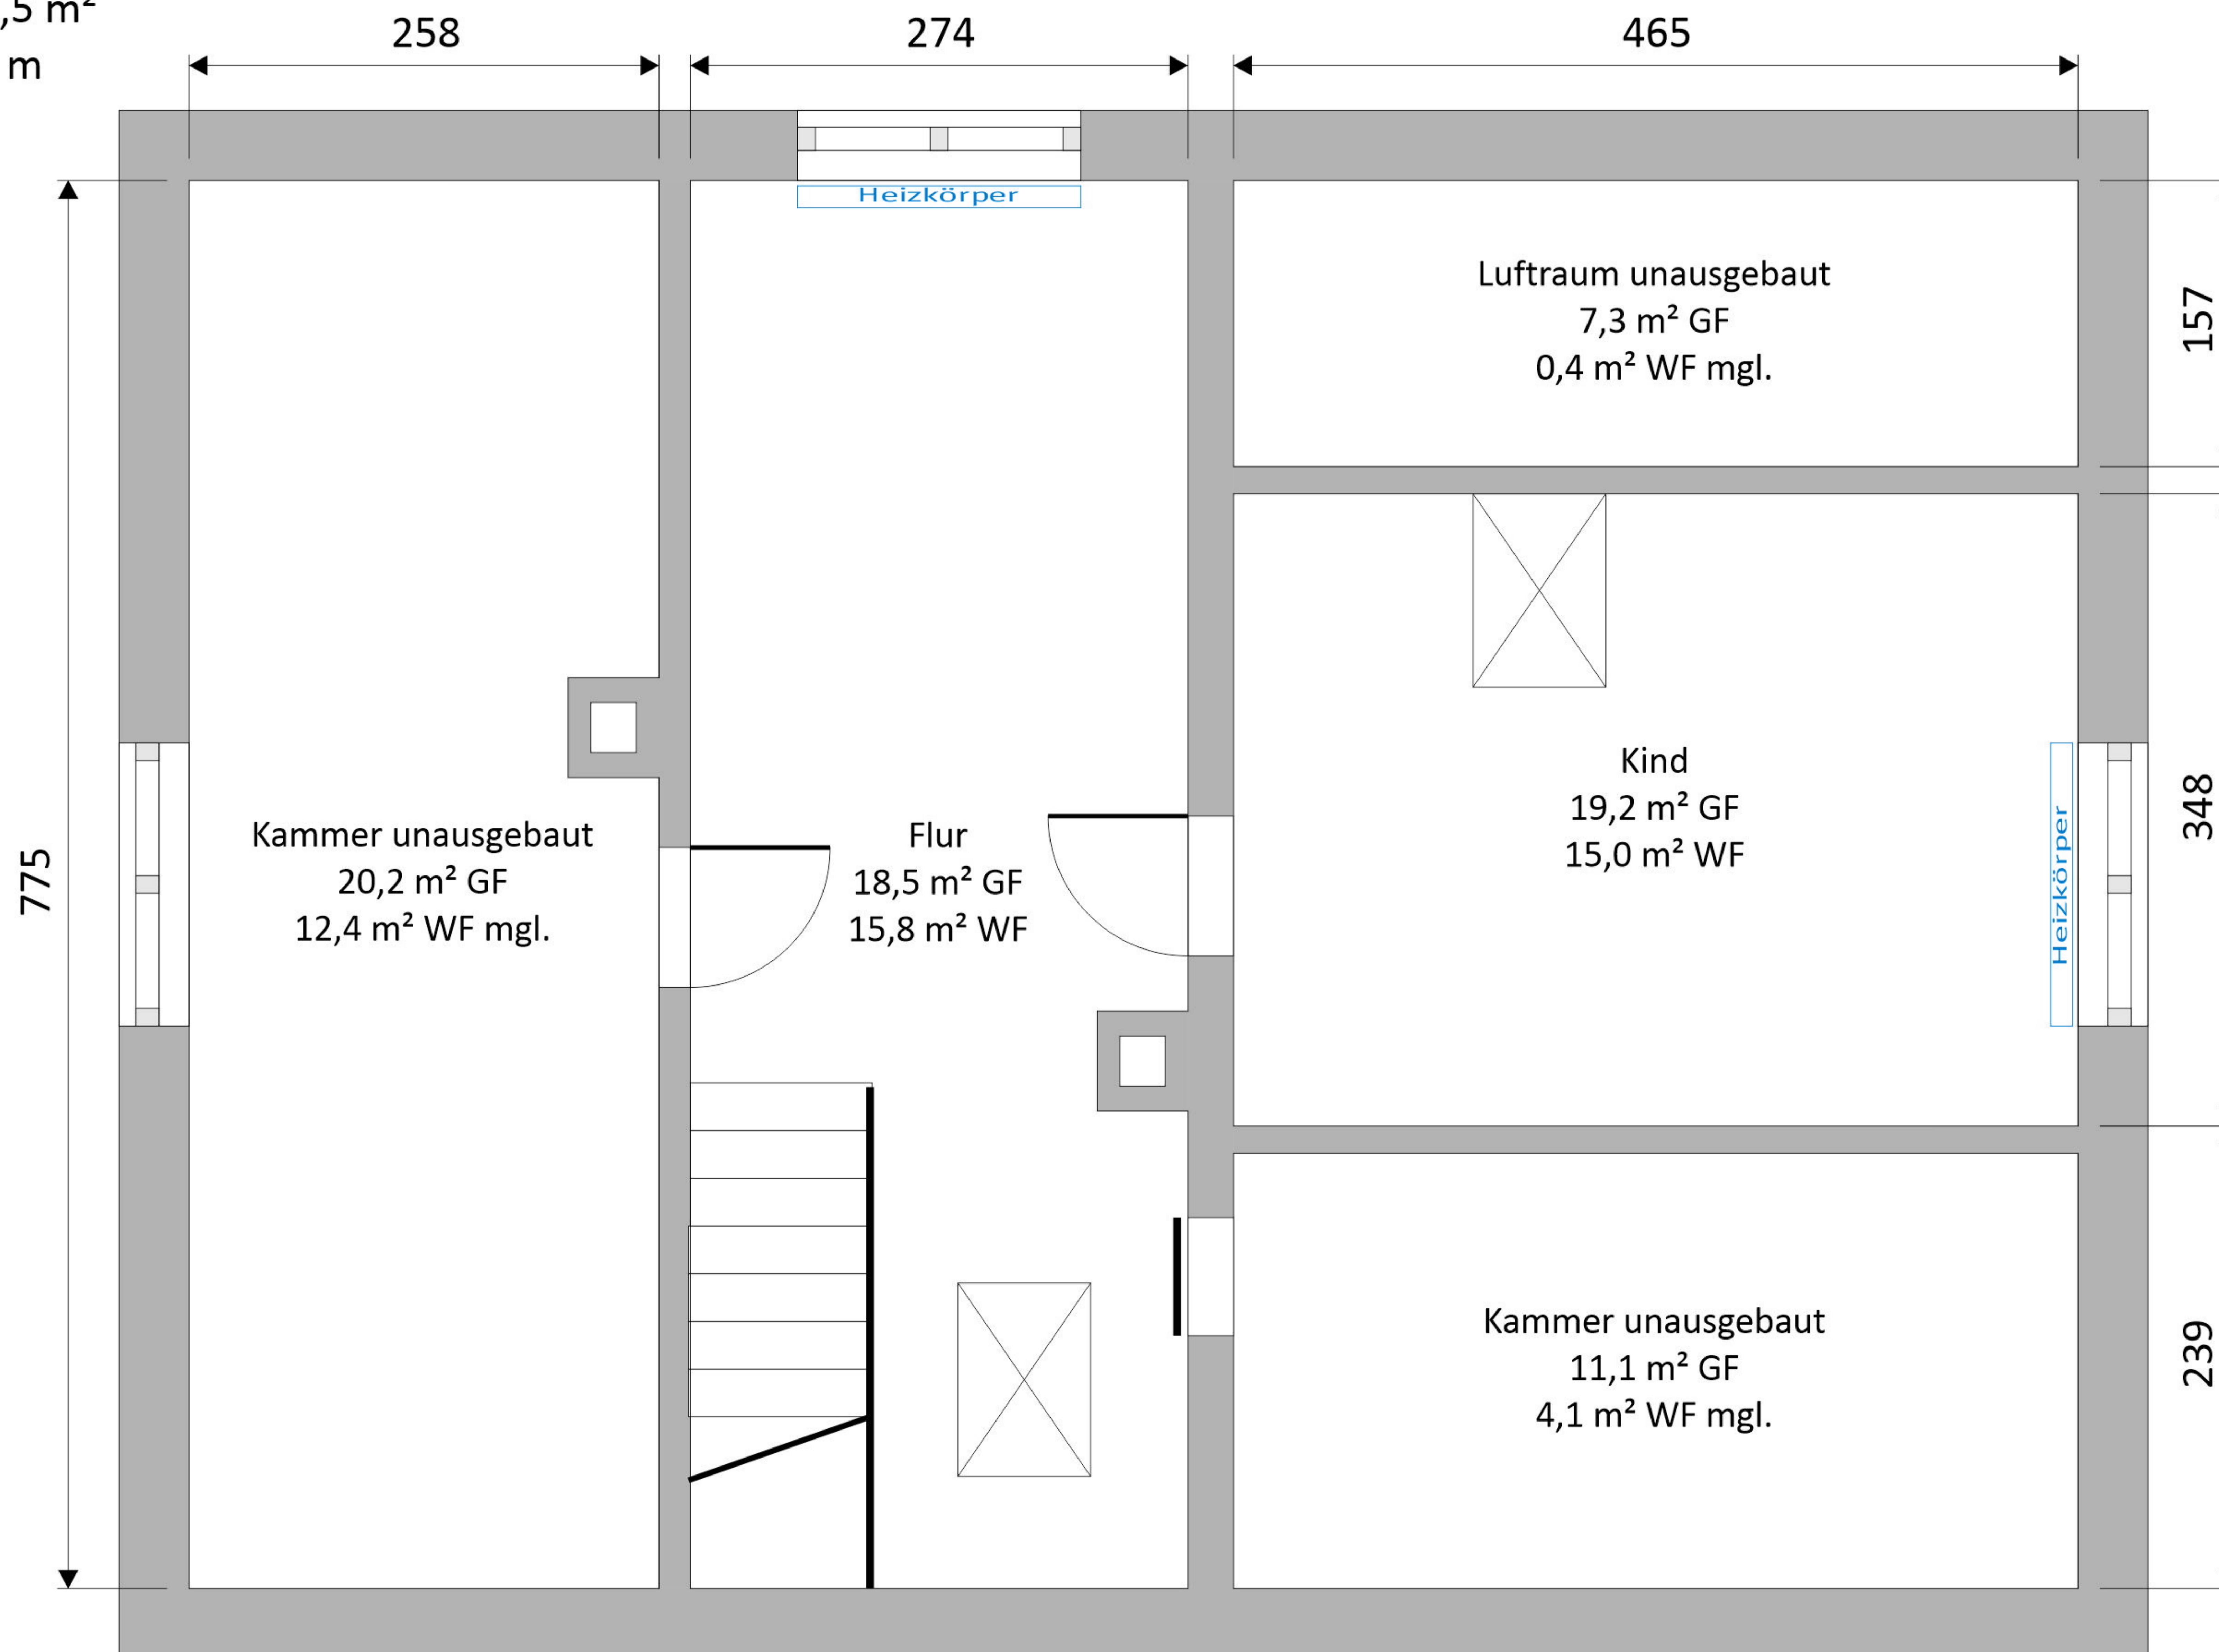 ,5 m²
m
258
274
465
Heizkörper
Luftraum unausgebaut
7,3 m² GF
0,4 m² WF mgl.
157
Kind
19,2 m² GF
15,0 m² WF
Heizkörper
348
Kammer unausgebaut
20,2 m² GF
12,4 m² WF mgl.
775
Flur
18,5 m² GF
15,8 m² WF
Kammer unausgebaut
11,1 m² GF
4,1 m² WF mgl.
239